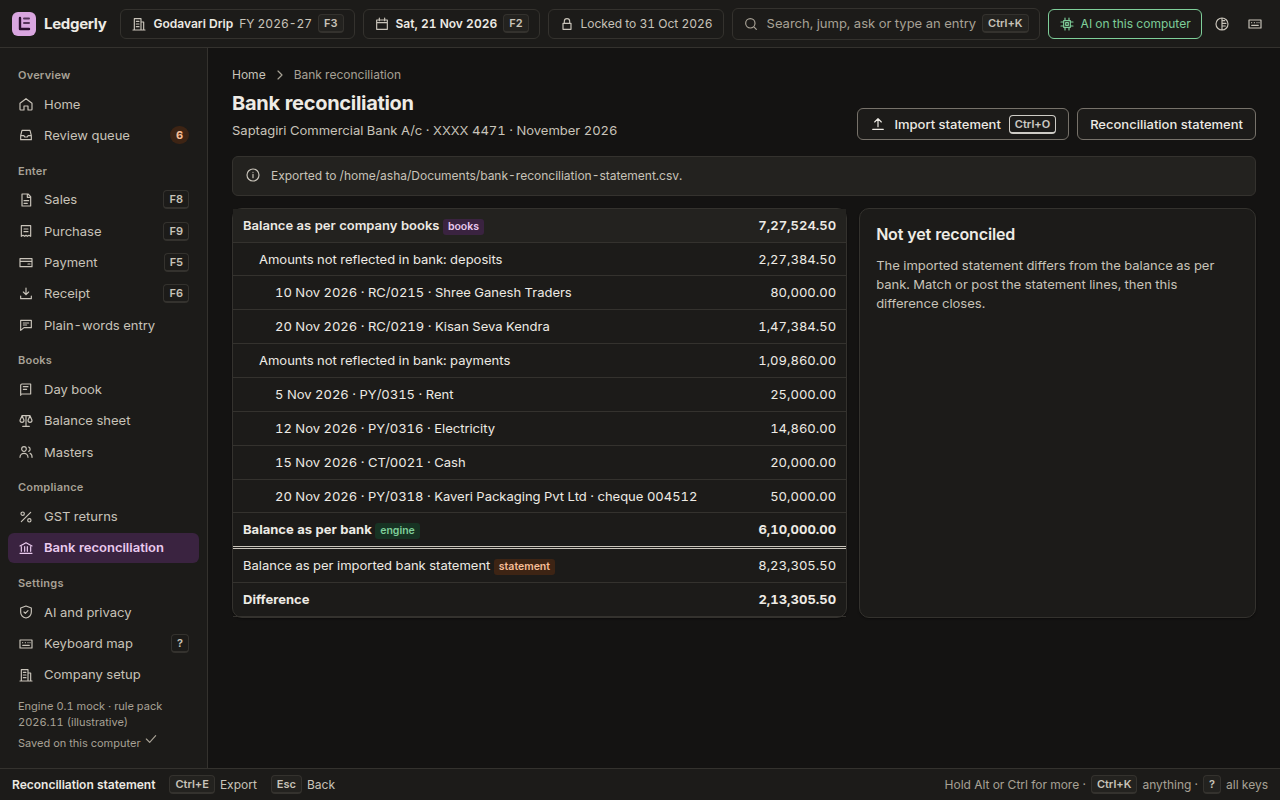 Ledgerly
Godavari Drip FY 2026-27 F3
Sat, 21 Nov 2026 F2
Locked to 31 Oct 2026
Search, jump, ask or type an entry Ctrl+K
AI on this computer
Overview
Home
Review queue 6
Enter
Sales F8
Purchase F9
Payment F5
Receipt F6
Plain-words entry
Books
Day book
Balance sheet
Masters
Compliance
GST returns
Bank reconciliation
Settings
AI and privacy
Keyboard map ?
Company setup
Engine 0.1 mock · rule pack
2026.11 (illustrative)
Saved on this computer
Home > Bank reconciliation
Bank reconciliation
Saptagiri Commercial Bank A/c · XXXX 4471 · November 2026
Import statement Ctrl+O
Reconciliation statement
Exported to /home/asha/Documents/bank-reconciliation-statement.csv.
Balance as per company books books 7,27,524.50
Amounts not reflected in bank: deposits 2,27,384.50
10 Nov 2026 · RC/0215 · Shree Ganesh Traders 80,000.00
20 Nov 2026 · RC/0219 · Kisan Seva Kendra 1,47,384.50
Amounts not reflected in bank: payments 1,09,860.00
5 Nov 2026 · PY/0315 · Rent 25,000.00
12 Nov 2026 · PY/0316 · Electricity 14,860.00
15 Nov 2026 · CT/0021 · Cash 20,000.00
20 Nov 2026 · PY/0318 · Kaveri Packaging Pvt Ltd · cheque 004512 50,000.00
Balance as per bank engine 6,10,000.00
Balance as per imported bank statement statement 8,23,305.50
Difference 2,13,305.50
Not yet reconciled
The imported statement differs from the balance as per
bank. Match or post the statement lines, then this
difference closes.
Reconciliation statement Ctrl+E Export Esc Back
Hold Alt or Ctrl for more · Ctrl+K anything · ? all keys